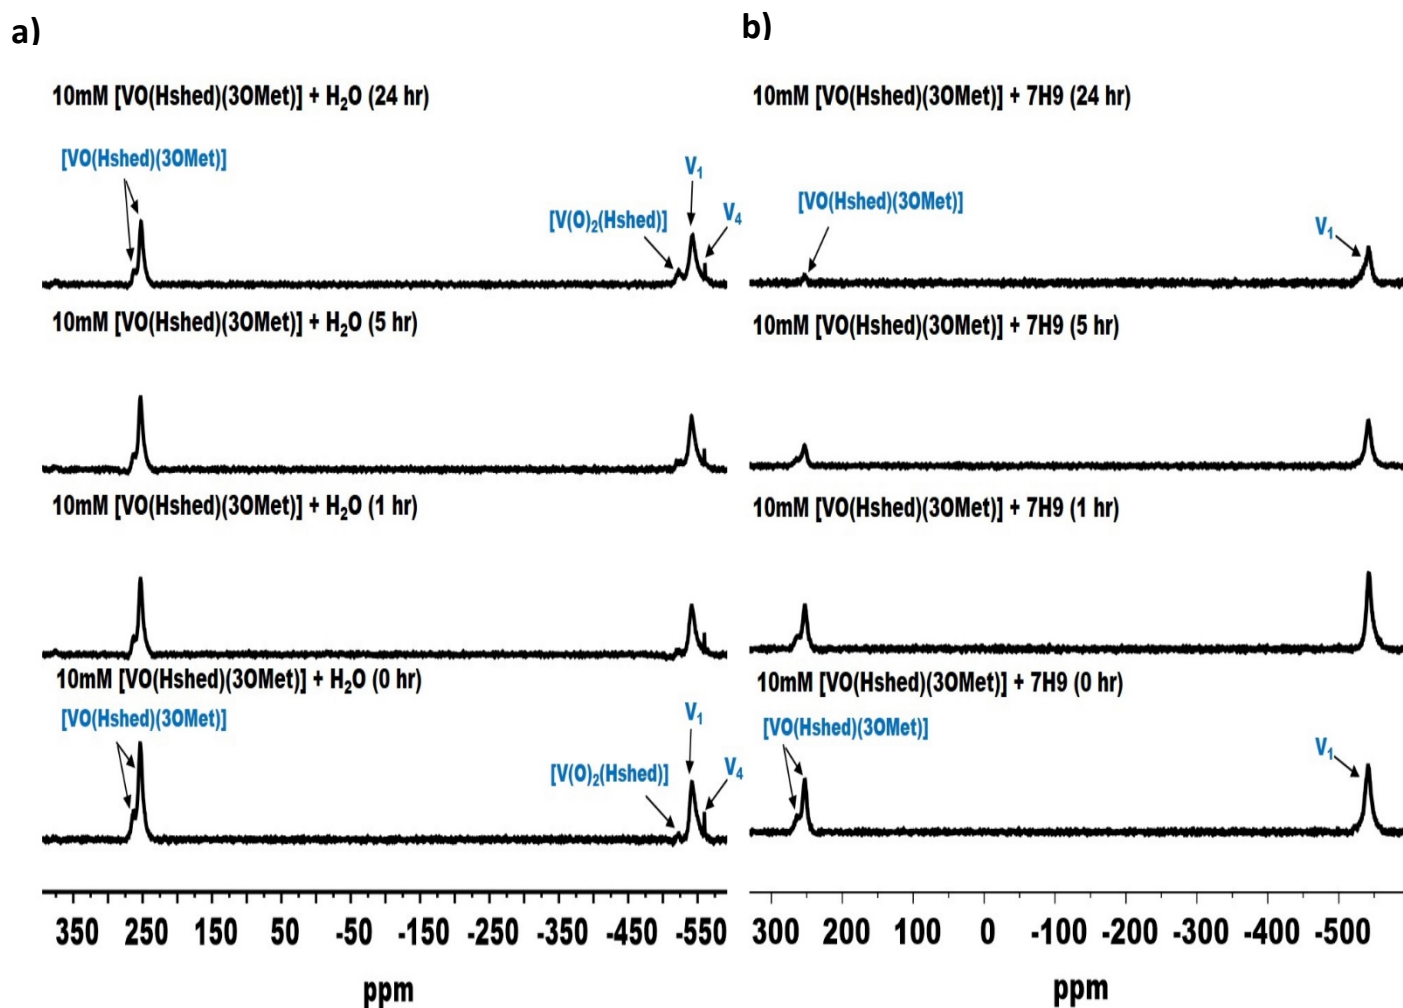 a)
10mM [VO(Hshed)(3OMet)] + H₂O (24 hr)
[VO(Hshed)(3OMet)]
V₁
[V(O)₂(Hshed)]
V₄
10mM [VO(Hshed)(3OMet)] + H₂O (5 hr)
10mM [VO(Hshed)(3OMet)] + H₂O (1 hr)
10mM [VO(Hshed)(3OMet)] + H₂O (0 hr)
[VO(Hshed)(3OMet)]
V₁
[V(O)₂(Hshed)]
V₄
350 250 150 50 -50 -150 -250 -350 -450 -550
ppm
b)
10mM [VO(Hshed)(3OMet)] + 7H9 (24 hr)
[VO(Hshed)(3OMet)]
V₁
10mM [VO(Hshed)(3OMet)] + 7H9 (5 hr)
10mM [VO(Hshed)(3OMet)] + 7H9 (1 hr)
10mM [VO(Hshed)(3OMet)] + 7H9 (0 hr)
[VO(Hshed)(3OMet)]
V₁
300 200 100 0 -100 -200 -300 -400 -500
ppm